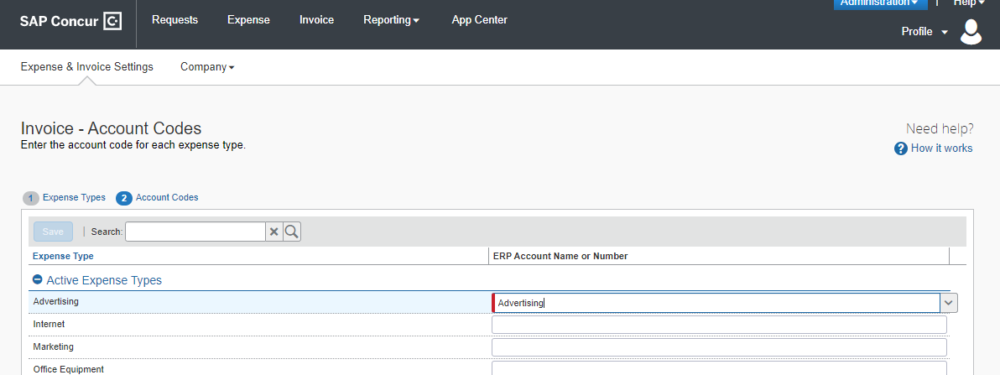 Administration Help
SAP Concur C Requests Expense Invoice Reporting App Center
Profile
Expense & Invoice Settings Company
Invoice - Account Codes
Need help?
Enter the account code for each expense type.
? How it works
1 Expense Types 2 Account Codes
Save | Search:
Expense Type ERP Account Name or Number
Active Expense Types
Advertising Advertising
Internet
Marketing
Office Equipment